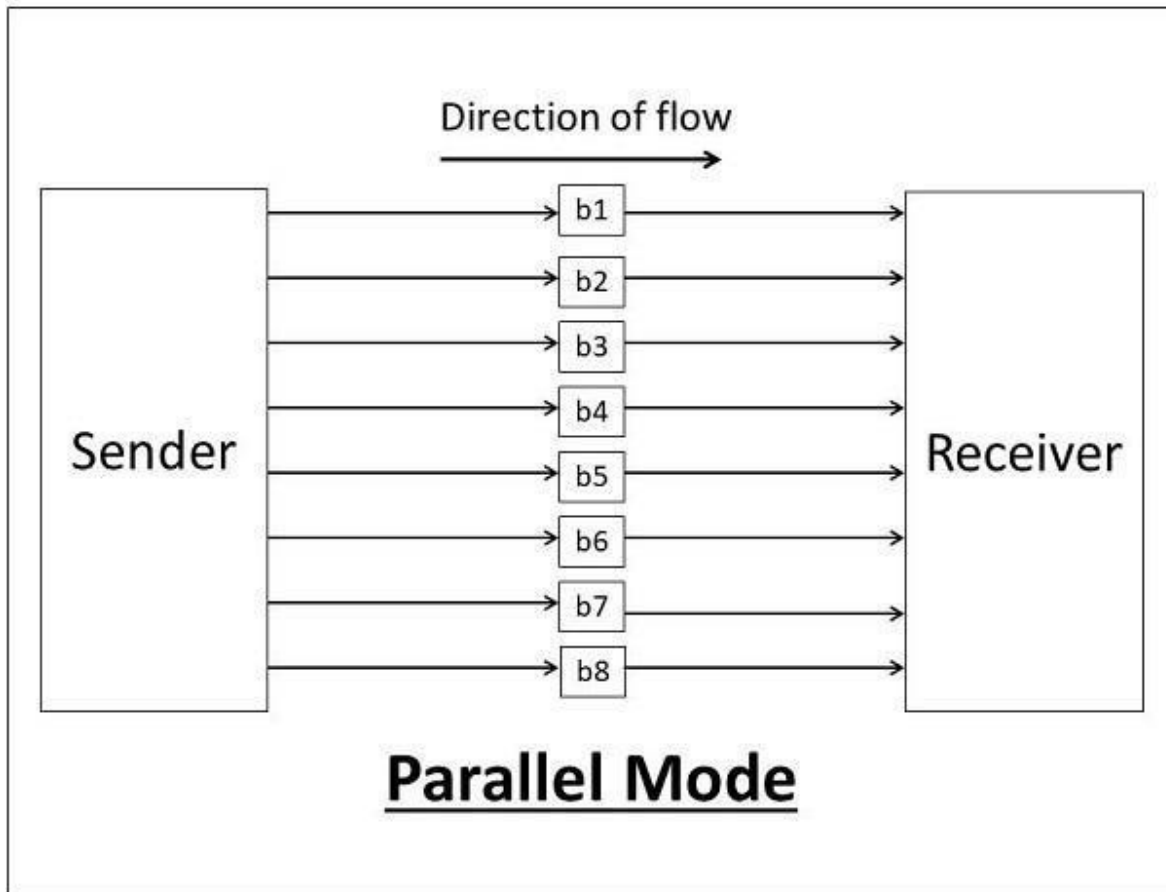 Direction of flow
b1
b2
b3
b4
Sender
Receiver
b5
b6
b7
b8
Parallel Mode